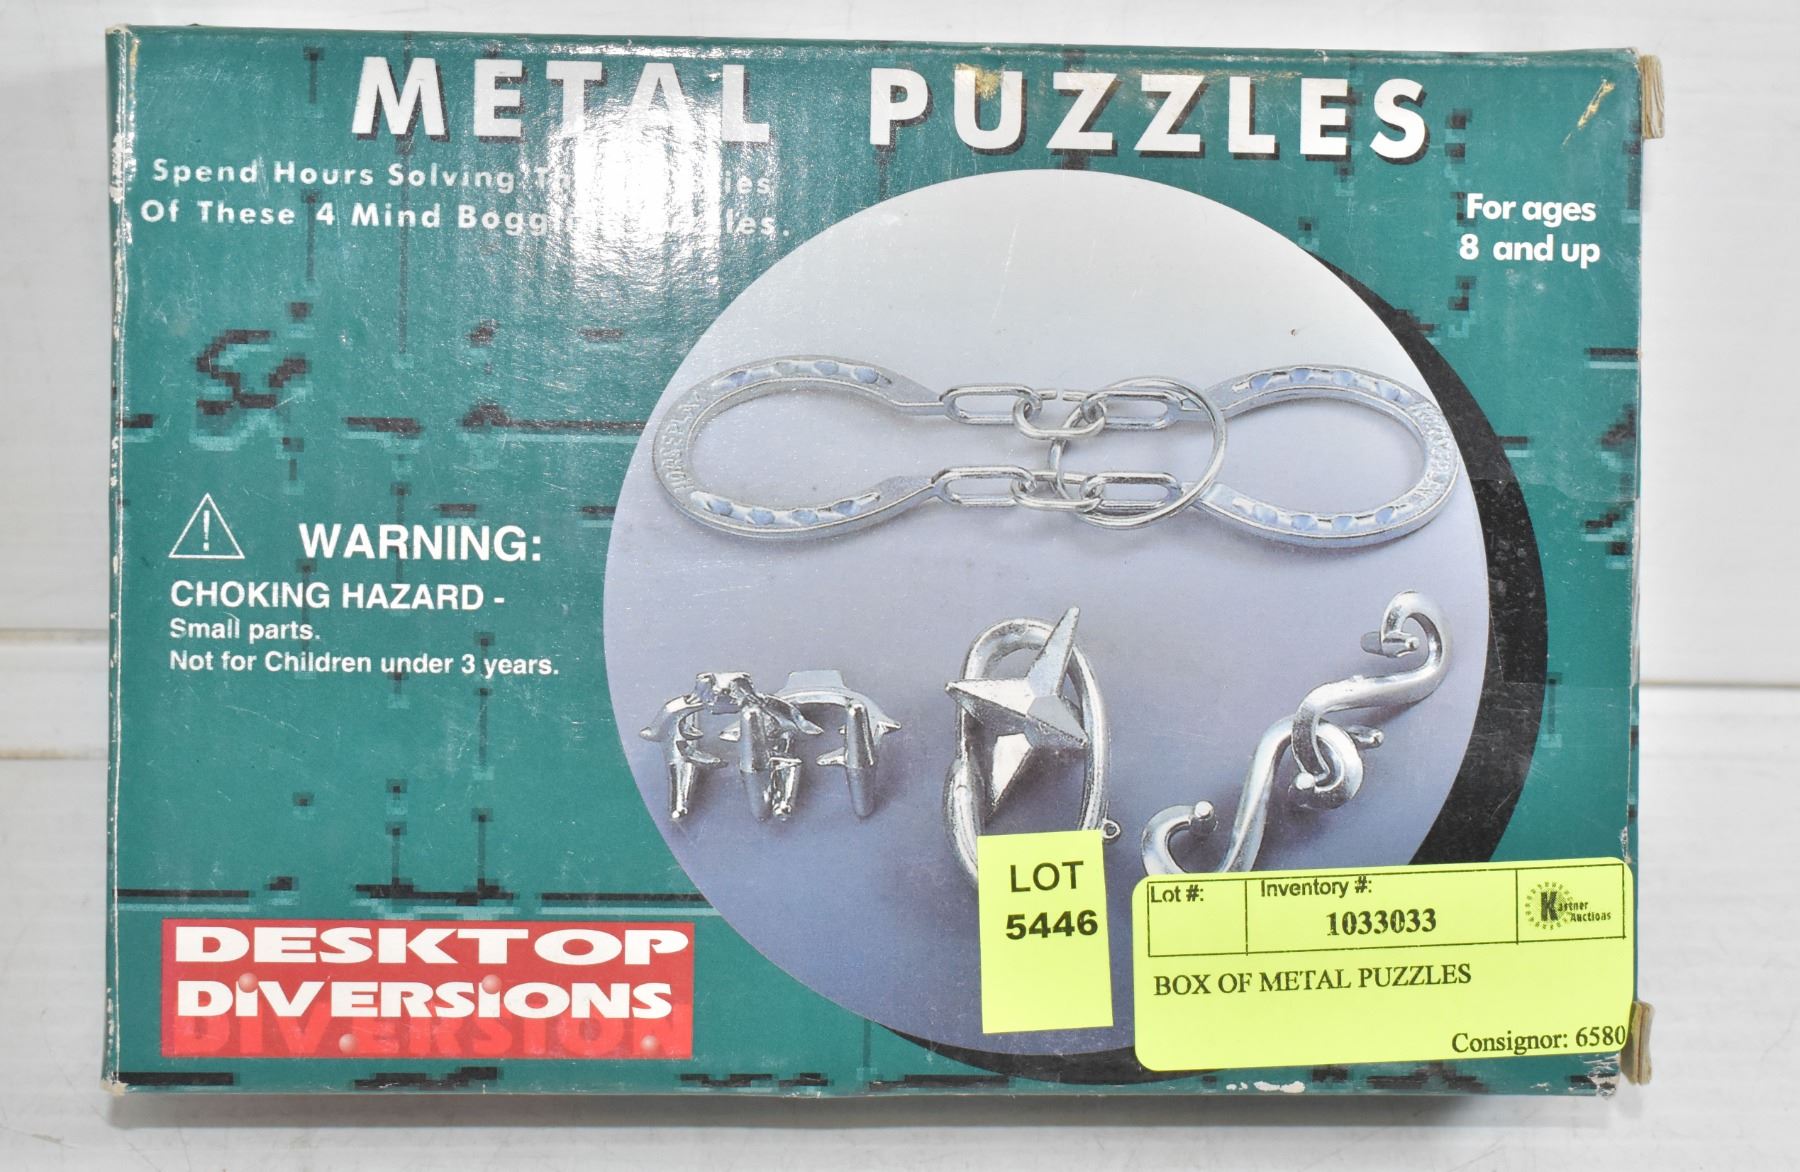 METAL PUZZLES
Spend Hours Solving
Of These 4 Mind
For ages
8 and up
WARNING:
CHOKING HAZARD -
Small parts.
Not for Children under 3 years.
DESKTOP
DIVERSIONS
LOT
5446
Lot #:
Inventory #:
1033033
Kastner
Auctions
BOX OF METAL PUZZLES
Consignor: 6580